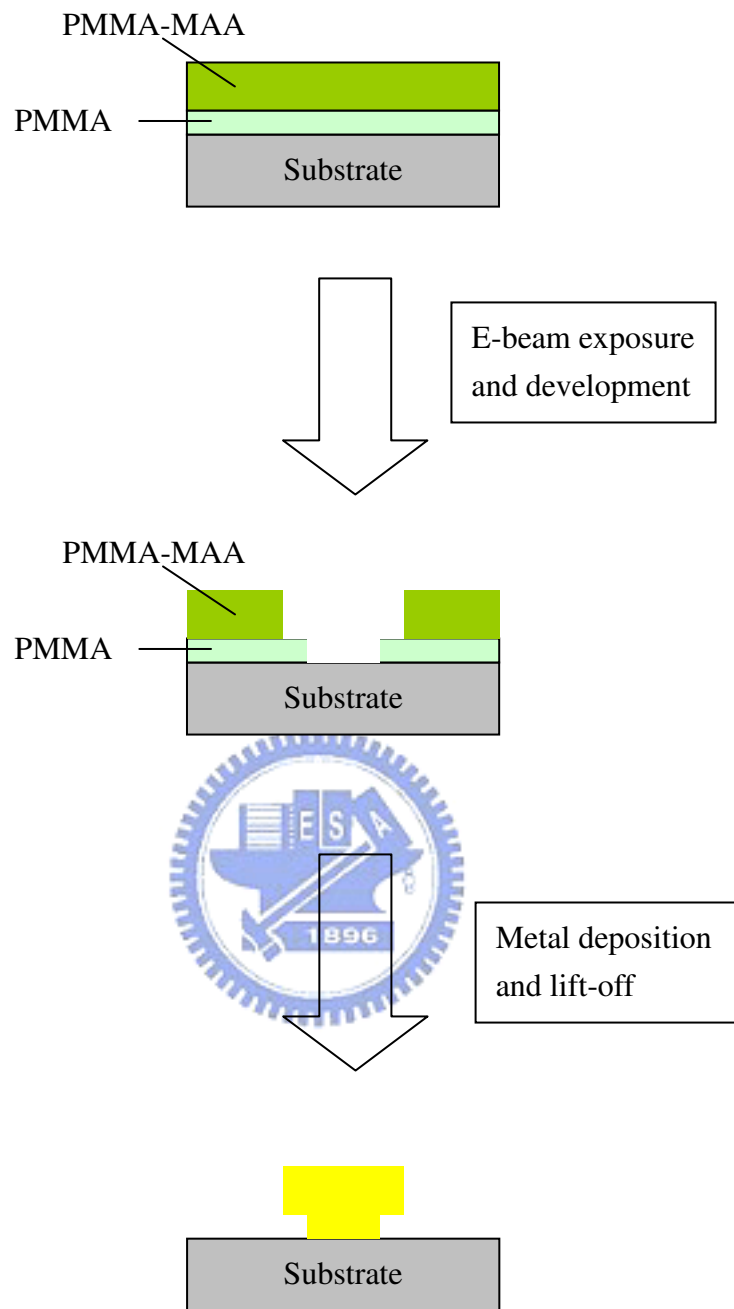 PMMA-MAA
PMMA
Substrate
E-beam exposure
and development
PMMA-MAA
PMMA
Substrate
E S A
1896
Metal deposition
and lift-off
Substrate